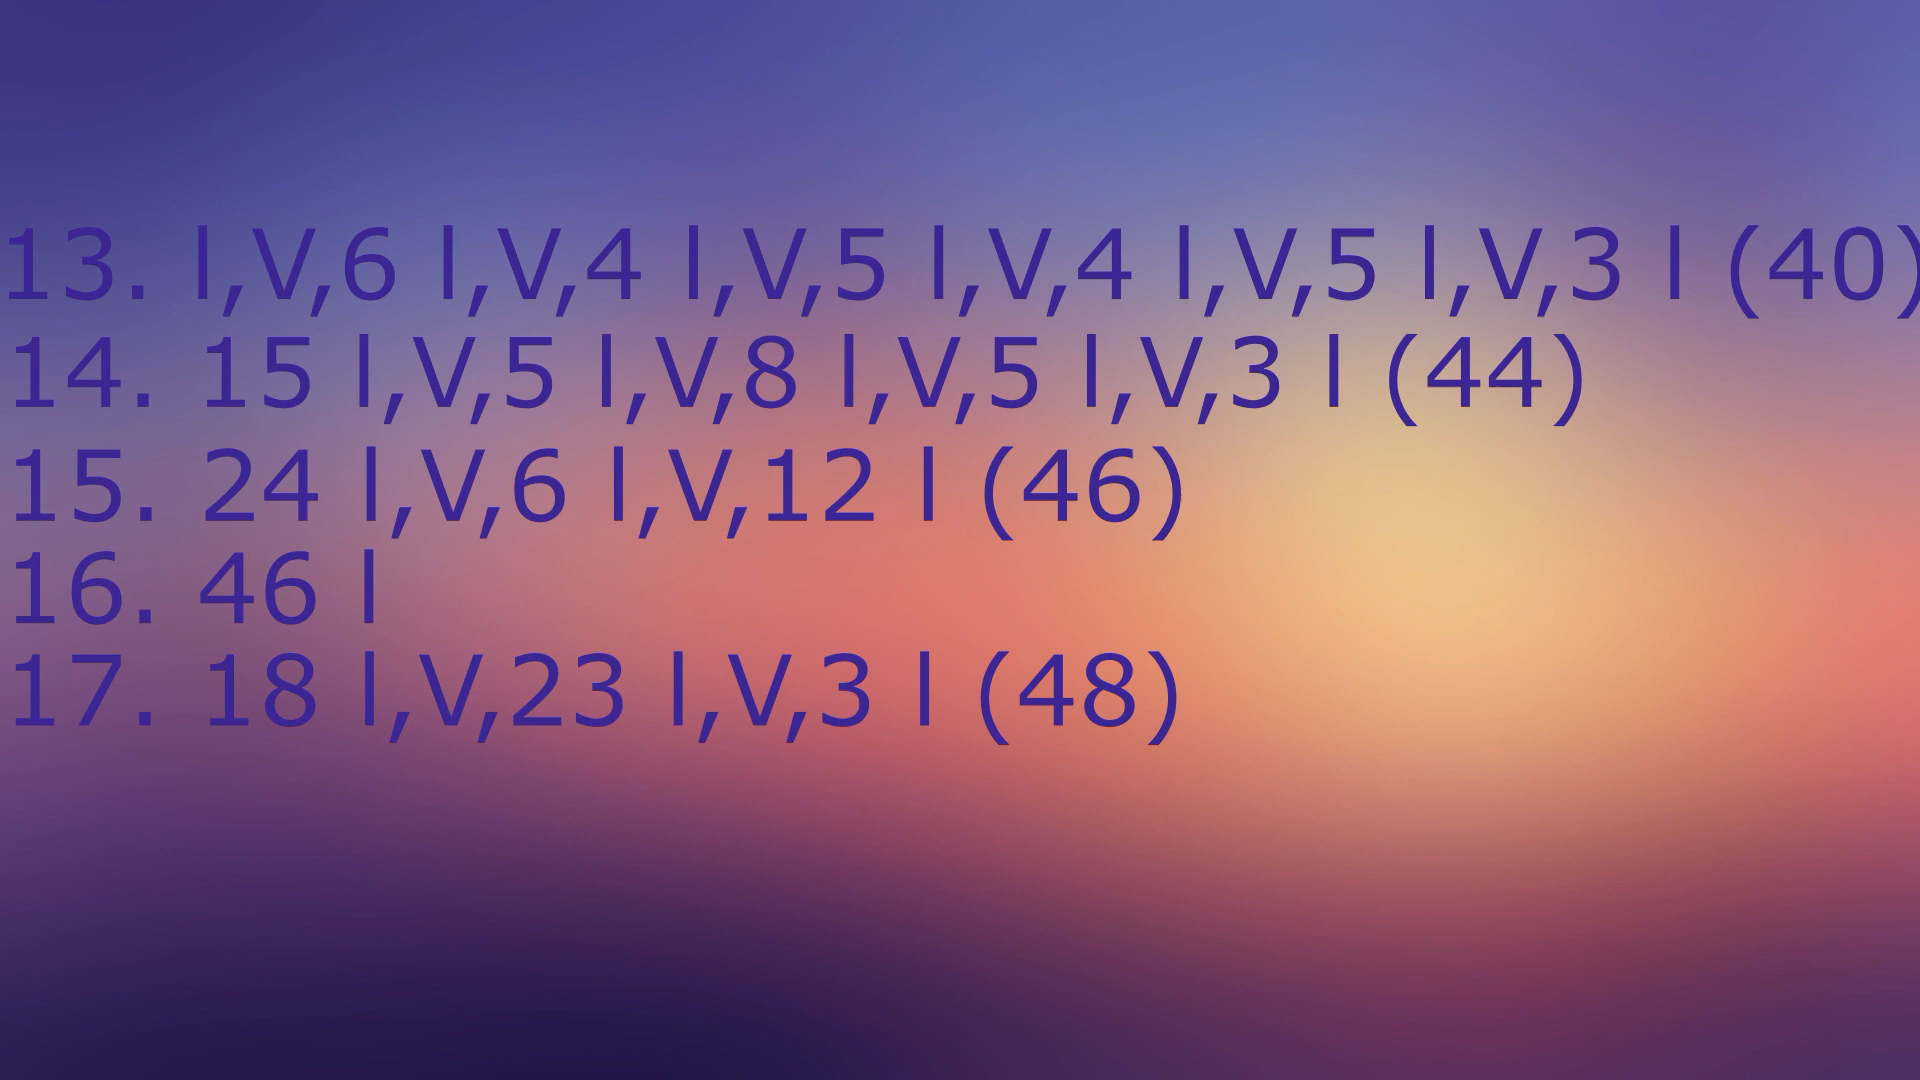 13. l,V,6 l,V,4 l,V,5 l,V,4 l,V,5 l,V,3 l (40)
14. 15 l,V,5 l,V,8 l,V,5 l,V,3 l (44)
15. 24 l,V,6 l,V,12 l (46)
16. 46 l
17. 18 l,V,23 l,V,3 l (48)